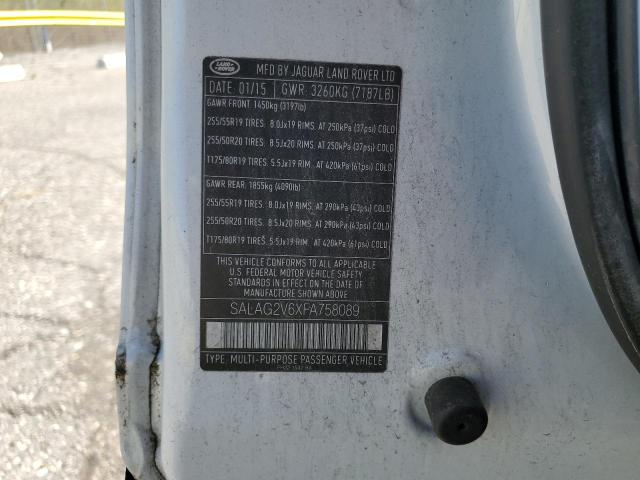 LAND ROVER
MFD BY JAGUAR LAND ROVER LTD
DATE: 01/15 GWR: 3260KG (7187LB)
GAWR FRONT: 1450kg (3197lb)
255/55R19 TIRES: 8.0Jx19 RIMS. AT 250kPa (37psi) COLD
255/50R20 TIRES: 8.5Jx20 RIMS. AT 250kPa (37psi) COLD
T175/80R19 TIRES: 5.5Jx19 RIM. AT 420kPa (61psi) COLD
GAWR REAR: 1855kg (4090lb)
255/55R19 TIRES: 8.0Jx19 RIMS. AT 290kPa (43psi) COLD
255/50R20 TIRES: 8.5Jx20 RIMS. AT 290kPa (43psi) COLD
T175/80R19 TIRES: 5.5Jx19 RIM. AT 420kPa (61psi) COLD
THIS VEHICLE CONFORMS TO ALL APPLICABLE
U.S. FEDERAL MOTOR VEHICLE SAFETY
STANDARDS IN EFFECT ON THE DATE OF
MANUFACTURE SHOWN ABOVE.
SALAG2V6XFA758089
TYPE: MULTI-PURPOSE PASSENGER VEHICLE